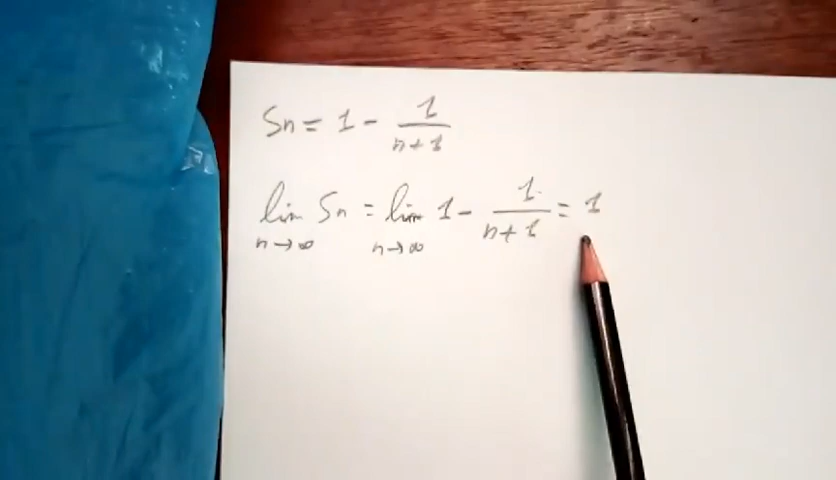 Sn = 1 - 1/(n+1)
lim n→∞ Sn = lim n→∞ 1 - 1/(n+1) = 1